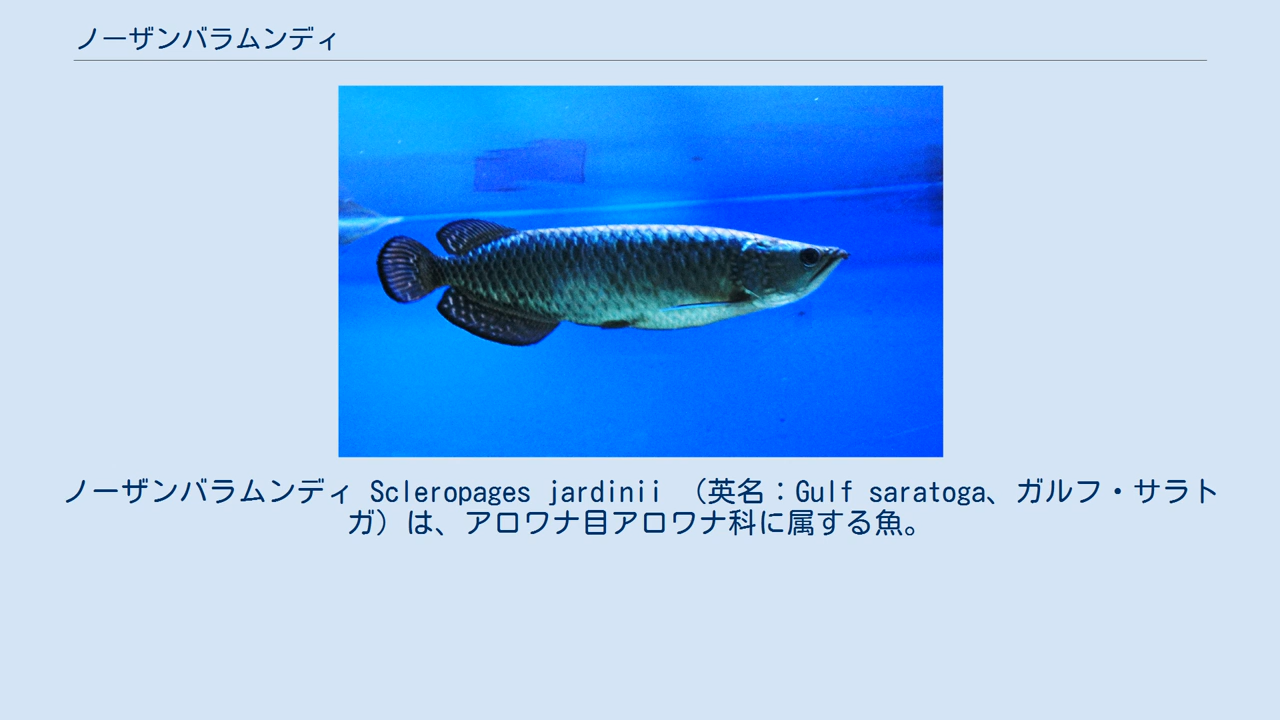 ノーザンバラムンディ
ノーザンバラムンディ Scleropages jardinii （英名：Gulf saratoga、ガルフ・サラト
ガ）は、アロワナ目アロワナ科に属する魚。